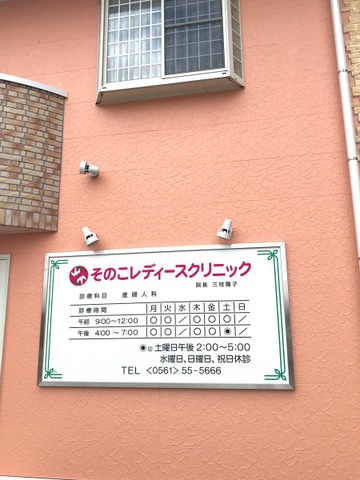 そのこレディースクリニック
院長 三枝園子
診療科目 産婦人科
診療時間 月 火 水 木 金 土 日
午前 9:00～12:00 ○ ○ ／ ○ ○ ○ ／
午後 4:00～7:00 ○ ○ ／ ○ ○ ◉ ／
◉印 土曜日午後 2:00～5:00
水曜日、日曜日、祝日休診
TEL <0561> 55-5666